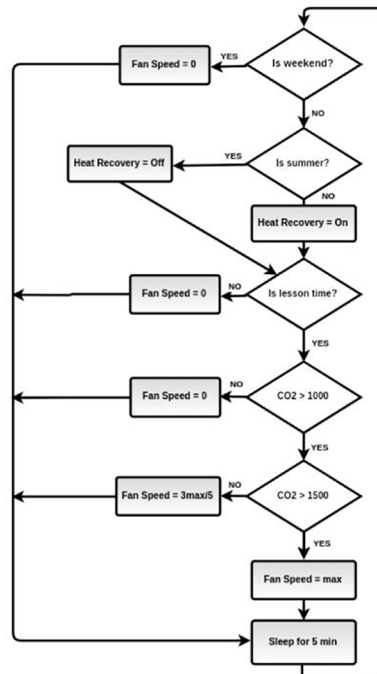 Is weekend?
YES
Fan Speed = 0
NO
Is summer?
YES
Heat Recovery = Off
NO
Heat Recovery = On
Is lesson time?
NO
Fan Speed = 0
YES
CO2 > 1000
NO
Fan Speed = 0
YES
CO2 > 1500
NO
Fan Speed = 3max/5
YES
Fan Speed = max
Sleep for 5 min